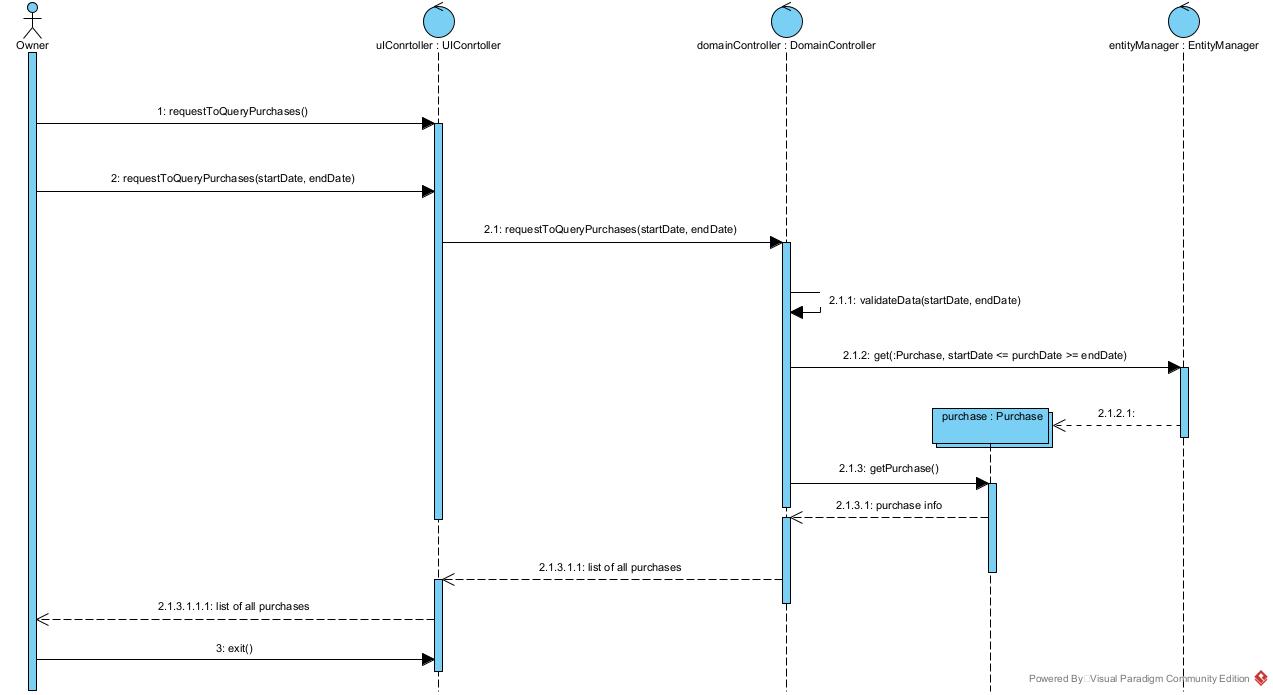 Owner
uIConrtoller : UIConrtoller
domainController : DomainController
entityManager : EntityManager
1: requestToQueryPurchases()
2: requestToQueryPurchases(startDate, endDate)
2.1: requestToQueryPurchases(startDate, endDate)
2.1.1: validateData(startDate, endDate)
2.1.2: get(:Purchase, startDate <= purchDate >= endDate)
purchase : Purchase
2.1.2.1:
2.1.3: getPurchase()
2.1.3.1: purchase info
2.1.3.1.1: list of all purchases
2.1.3.1.1.1: list of all purchases
3: exit()
Powered By Visual Paradigm Community Edition